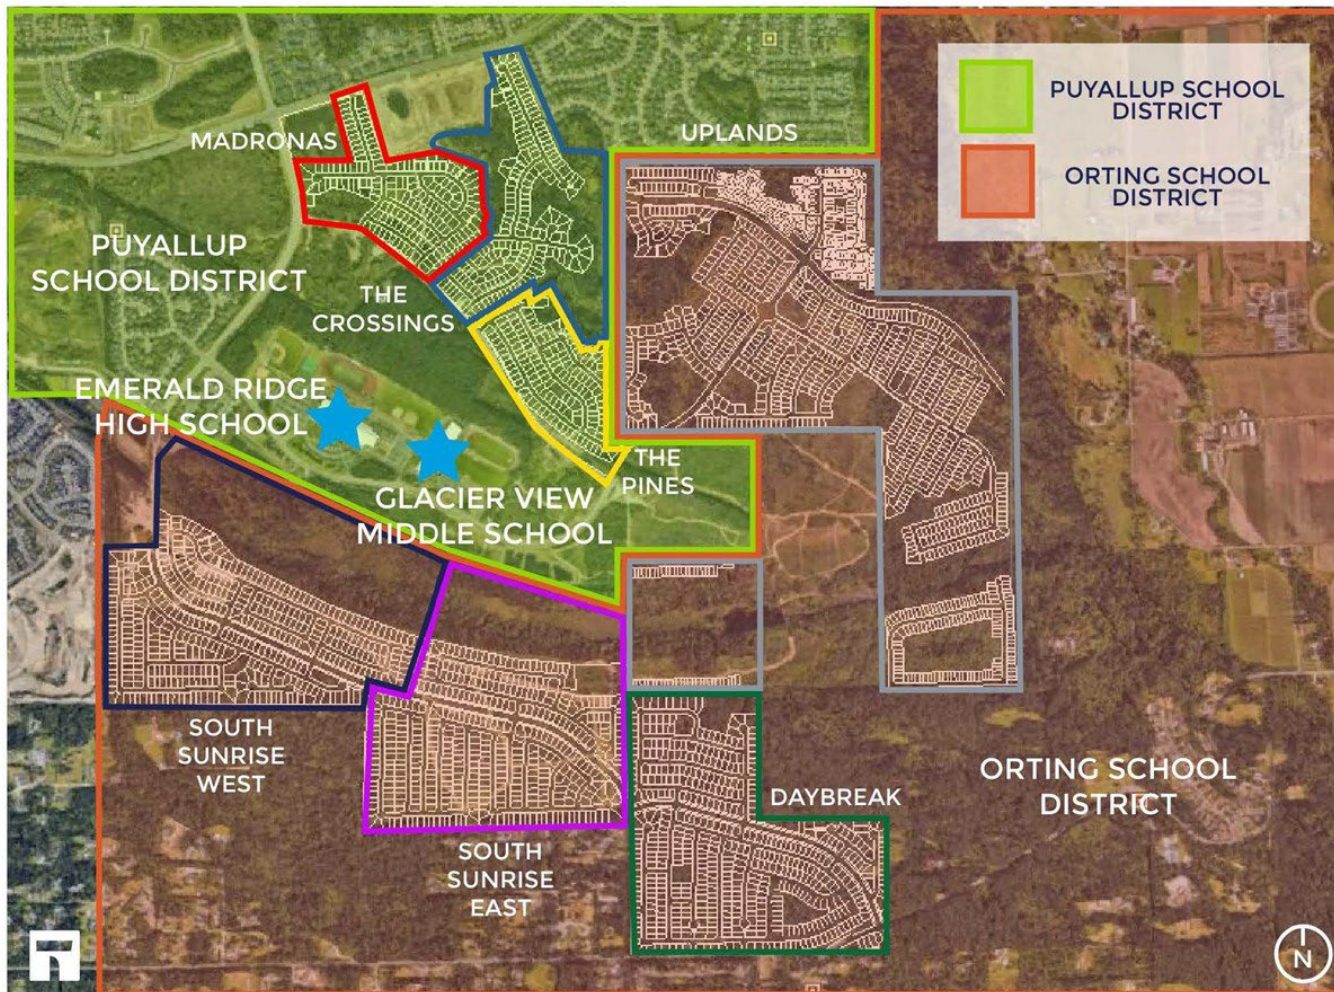 PUYALLUP SCHOOL
DISTRICT
ORTING SCHOOL
DISTRICT
MADRONAS
UPLANDS
PUYALLUP
SCHOOL DISTRICT
THE
CROSSINGS
EMERALD RIDGE
HIGH SCHOOL
THE
PINES
GLACIER VIEW
MIDDLE SCHOOL
SOUTH
SUNRISE
WEST
ORTING SCHOOL
DISTRICT
DAYBREAK
SOUTH
SUNRISE
EAST
N